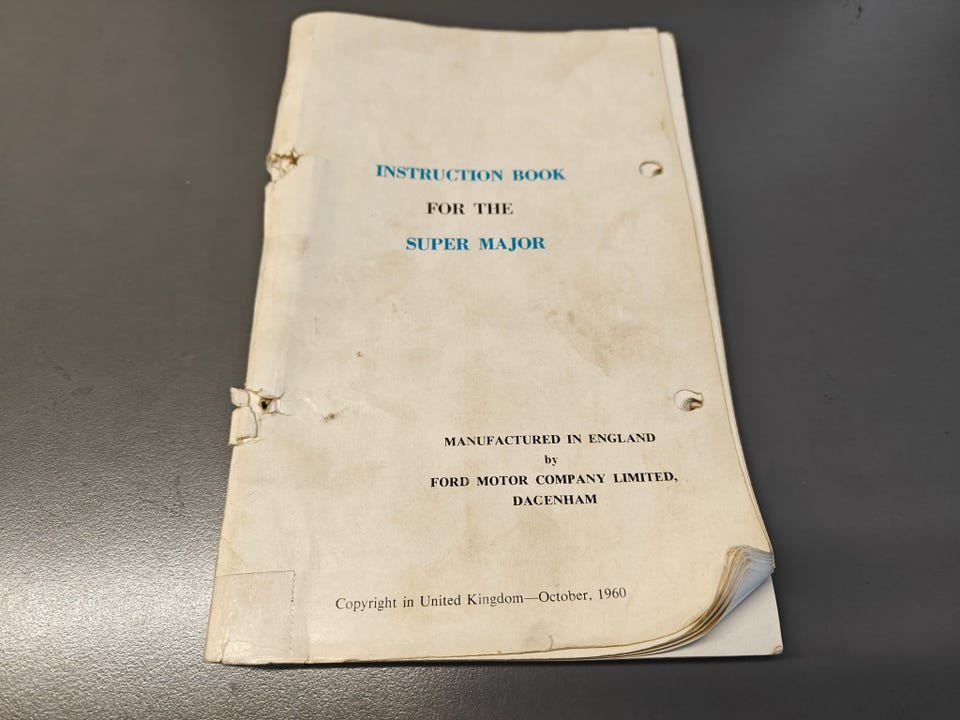 INSTRUCTION BOOK
FOR THE
SUPER MAJOR
MANUFACTURED IN ENGLAND
by
FORD MOTOR COMPANY LIMITED,
DAGENHAM
Copyright in United Kingdom—October, 1960